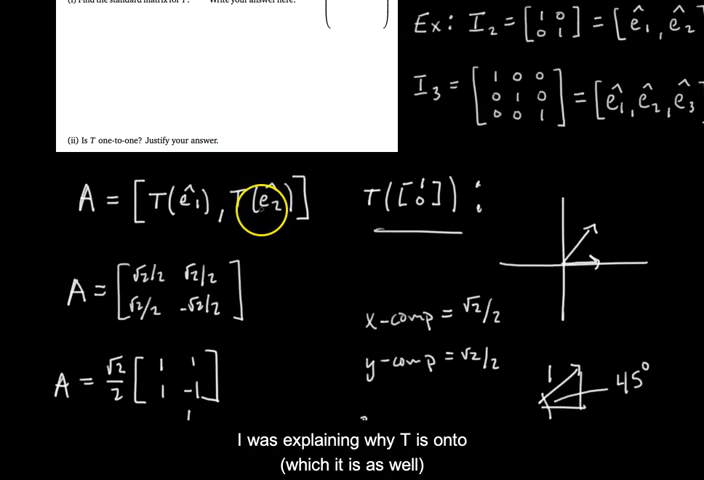 Ex: I₂ = [1 0 0 1] = [ê₁, ê₂]
I₃ = [1 0 0 0 1 0 0 0 1] = [ê₁, ê₂, ê₃
(ii) Is T one-to-one? Justify your answer.
A = [T(ê₁), T(ê₂)] T([1 0]) :
A = [√2/2 √2/2 √2/2 -√2/2]
x-comp = √2/2
y-comp = √2/2
A = √2/2 [1 1 1 -1]
1
45°
I was explaining why T is onto
(which it is as well)